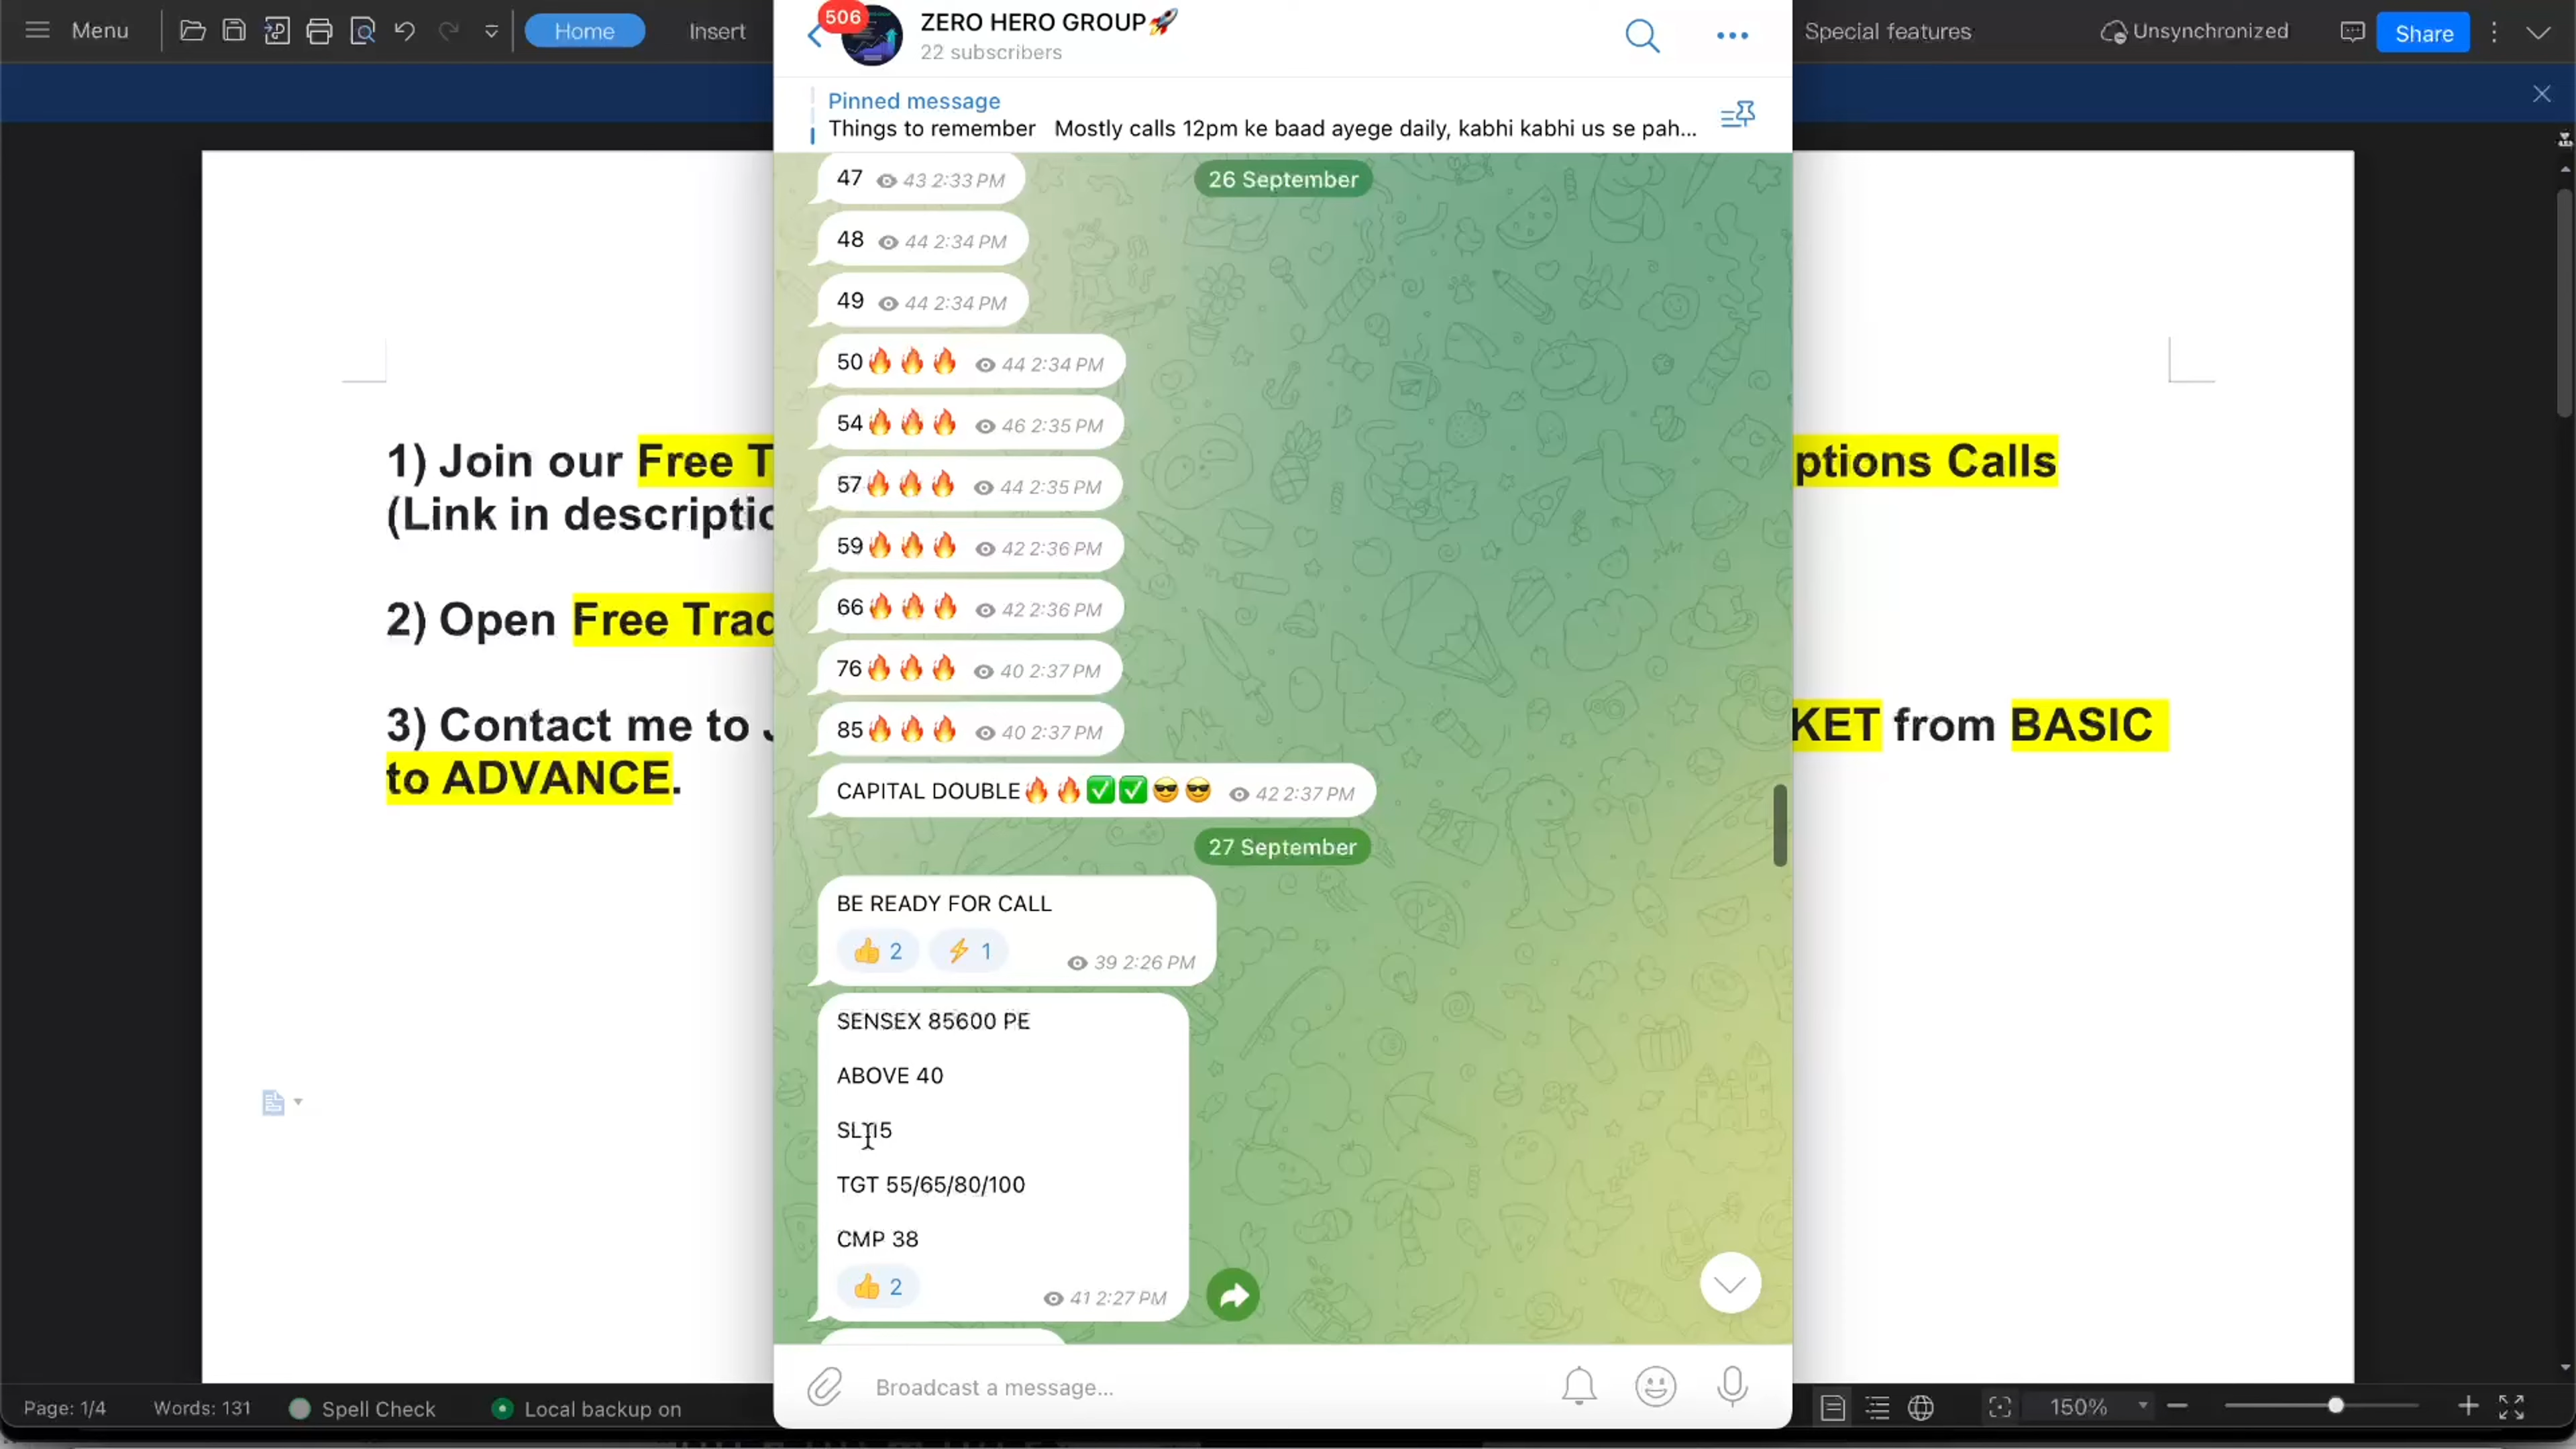 Menu
Home
Insert
Special features
Unsynchronized
Share
506
ZERO HERO GROUP🚀
22 subscribers
Pinned message
Things to remember Mostly calls 12pm ke baad ayege daily, kabhi kabhi us se pah...
26 September
47 43 2:33 PM
48 44 2:34 PM
49 44 2:34 PM
50🔥🔥🔥 44 2:34 PM
54🔥🔥🔥 46 2:35 PM
57🔥🔥🔥 44 2:35 PM
59🔥🔥🔥 42 2:36 PM
66🔥🔥🔥 42 2:36 PM
76🔥🔥🔥 40 2:37 PM
85🔥🔥🔥 40 2:37 PM
CAPITAL DOUBLE🔥🔥✅✅😎😎 42 2:37 PM
27 September
BE READY FOR CALL
👍 2 ⚡ 1 39 2:26 PM
SENSEX 85600 PE
ABOVE 40
SL 15
TGT 55/65/80/100
CMP 38
👍 2 41 2:27 PM
Broadcast a message...
1) Join our Free T
ptions Calls
(Link in descriptio
2) Open Free Trad
3) Contact me to J
KET from BASIC
to ADVANCE.
Page: 1/4
Words: 131
Spell Check
Local backup on
150%